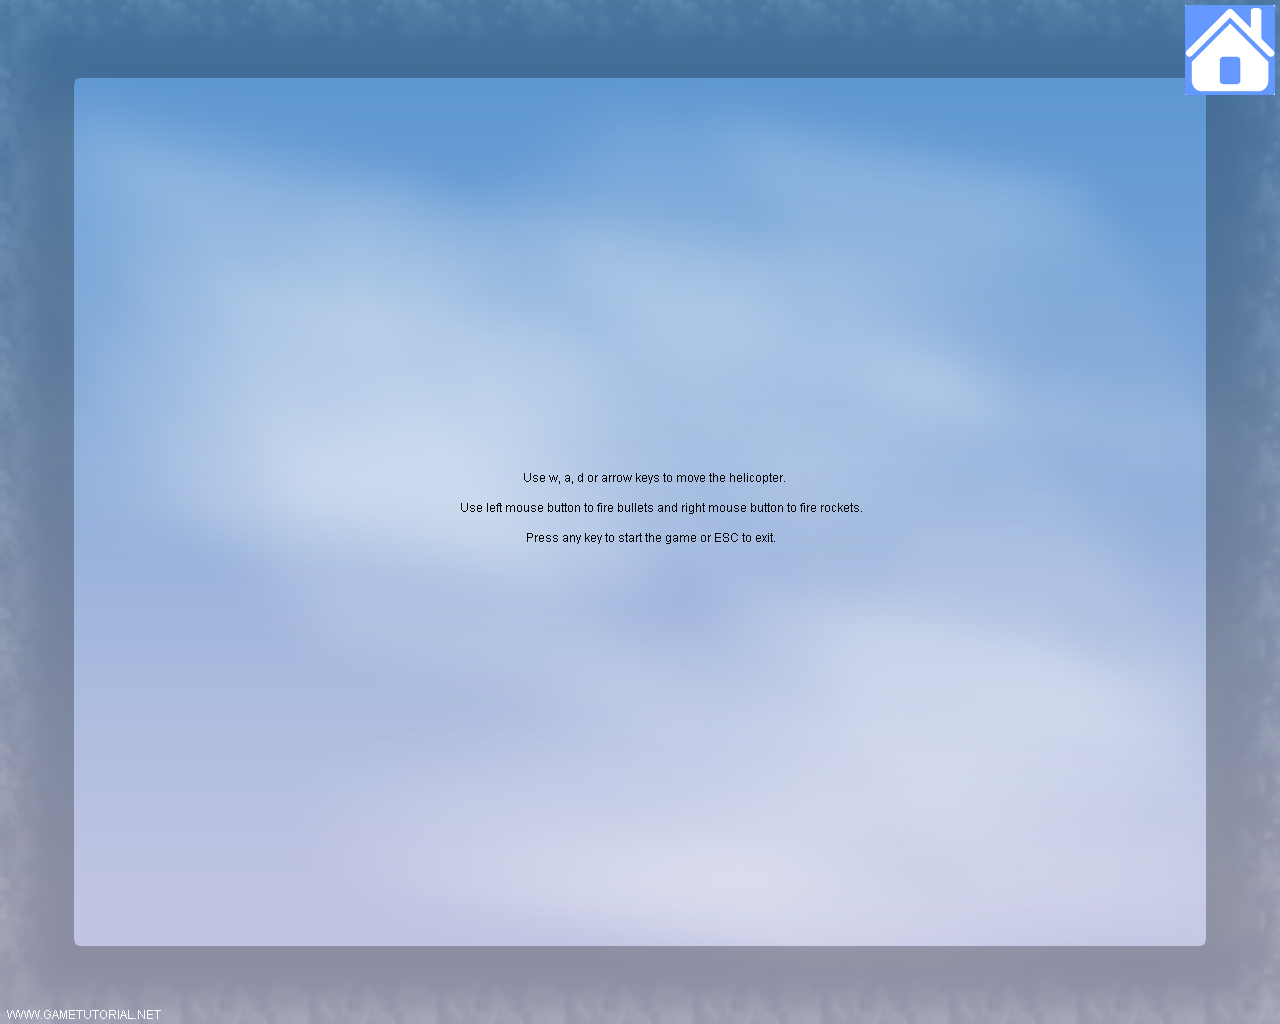 Use w, a, d or arrow keys to move the helicopter.
Use left mouse button to fire bullets and right mouse button to fire rockets.
Press any key to start the game or ESC to exit.
WWW.GAMETUTORIAL.NET